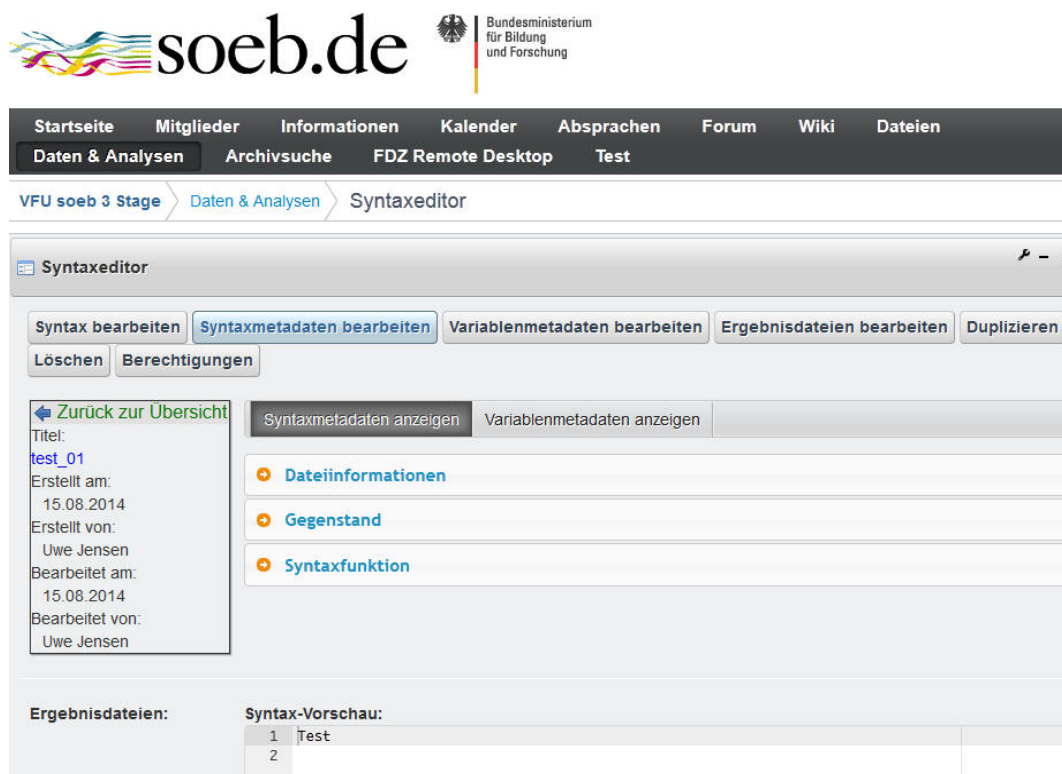 soeb.de
Bundesministerium
für Bildung
und Forschung
Startseite Mitglieder Informationen Kalender Absprachen Forum Wiki Dateien
Daten & Analysen Archivsuche FDZ Remote Desktop Test
VFU soeb 3 Stage Daten & Analysen Syntaxeditor
Syntaxeditor
Syntax bearbeiten Syntaxmetadaten bearbeiten Variablenmetadaten bearbeiten Ergebnisdateien bearbeiten Duplizieren
Löschen Berechtigungen
Zurück zur Übersicht
Titel:
test_01
Erstellt am:
15.08.2014
Erstellt von:
Uwe Jensen
Bearbeitet am:
15.08.2014
Bearbeitet von:
Uwe Jensen
Syntaxmetadaten anzeigen Variablenmetadaten anzeigen
Dateiinformationen
Gegenstand
Syntaxfunktion
Ergebnisdateien:
Syntax-Vorschau:
1 Test
2